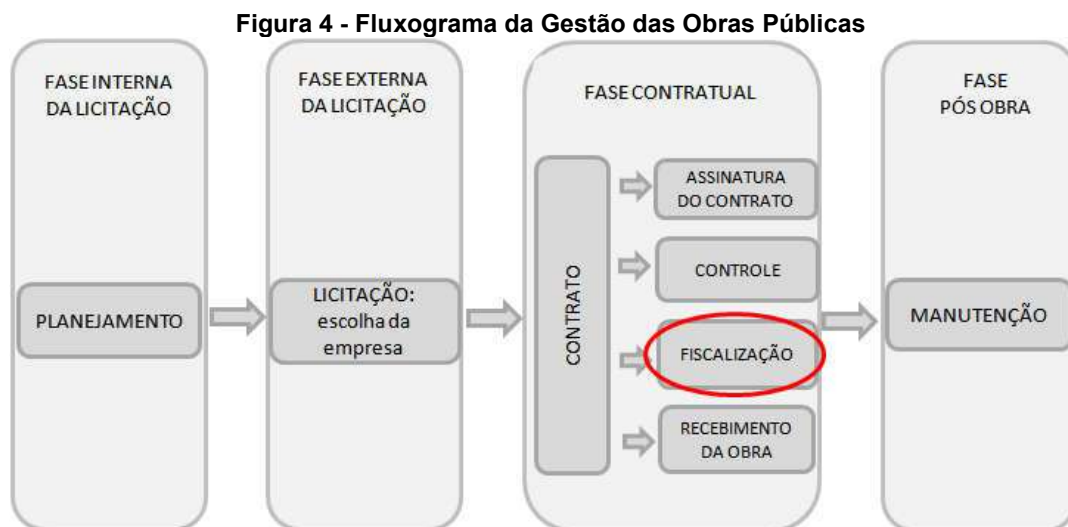 Figura 4 - Fluxograma da Gestão das Obras Públicas
FASE INTERNA
DA LICITAÇÃO
PLANEJAMENTO
FASE EXTERNA
DA LICITAÇÃO
LICITAÇÃO:
escolha da
empresa
FASE CONTRATUAL
CONTRATO
ASSINATURA
DO CONTRATO
CONTROLE
FISCALIZAÇÃO
RECEBIMENTO
DA OBRA
FASE
PÓS OBRA
MANUTENÇÃO